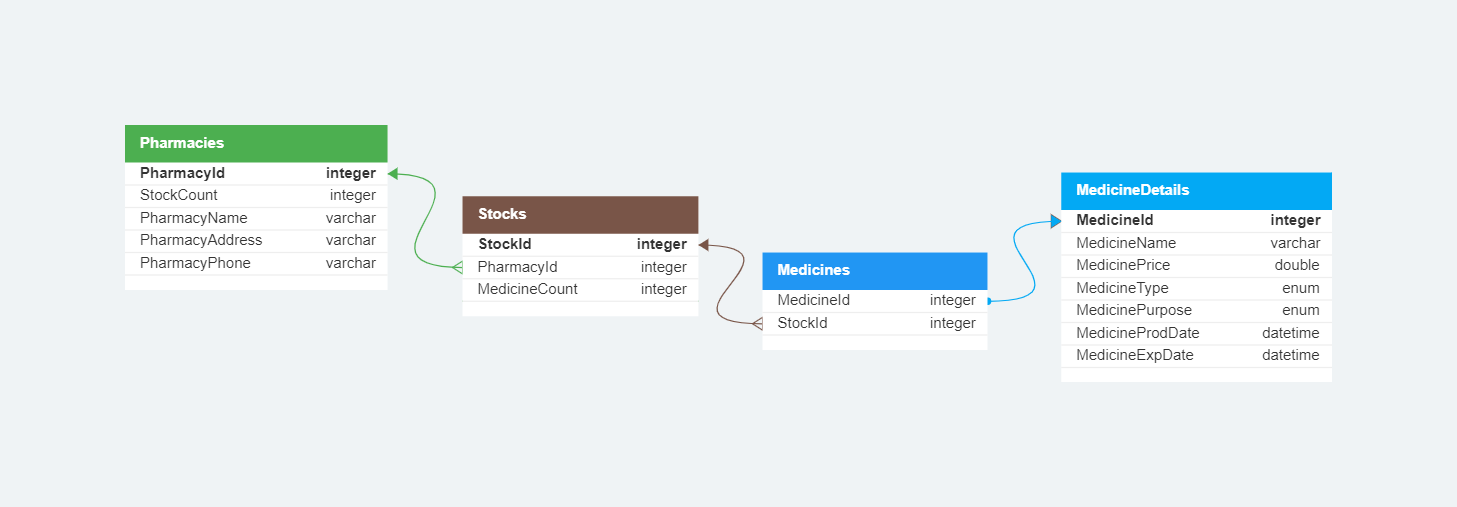 Pharmacies
PharmacyId integer
StockCount integer
PharmacyName varchar
PharmacyAddress varchar
PharmacyPhone varchar
Stocks
StockId integer
PharmacyId integer
MedicineCount integer
Medicines
MedicineId integer
StockId integer
MedicineDetails
MedicineId integer
MedicineName varchar
MedicinePrice double
MedicineType enum
MedicinePurpose enum
MedicineProdDate datetime
MedicineExpDate datetime